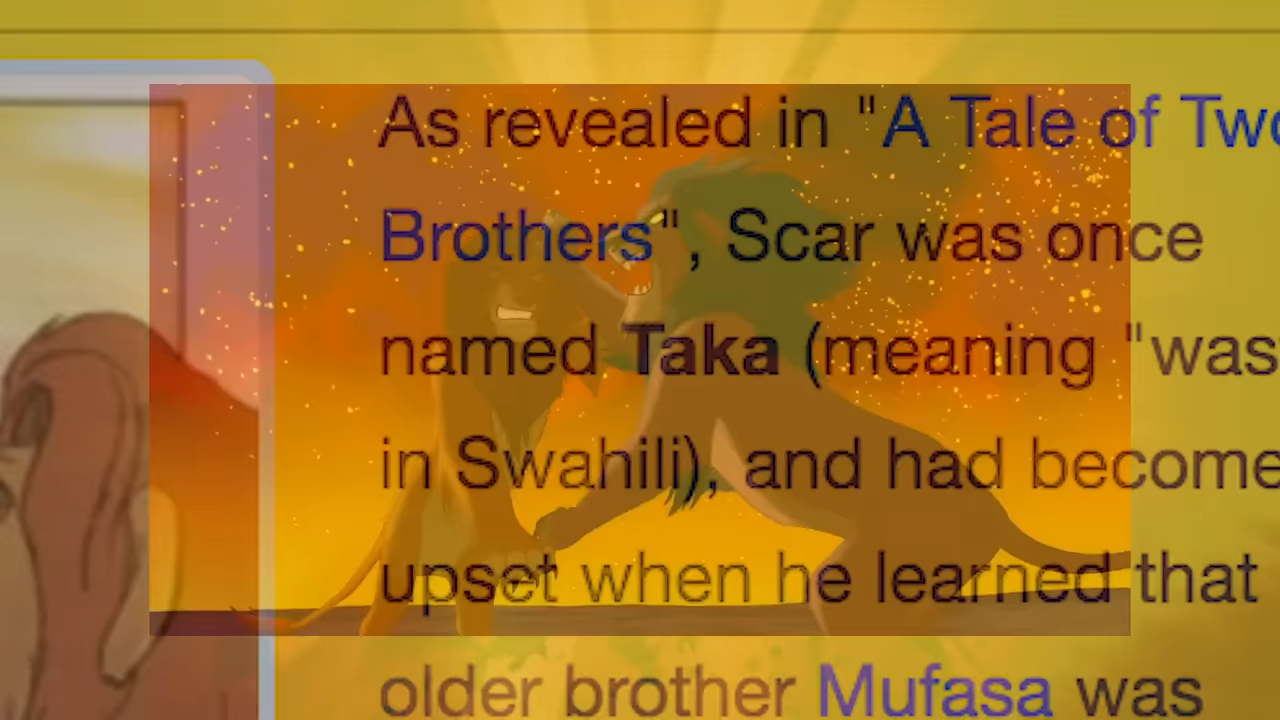 As revealed in "A Tale of Two
Brothers", Scar was once
named Taka (meaning "was
in Swahili), and had become
upset when he learned that
older brother Mufasa was